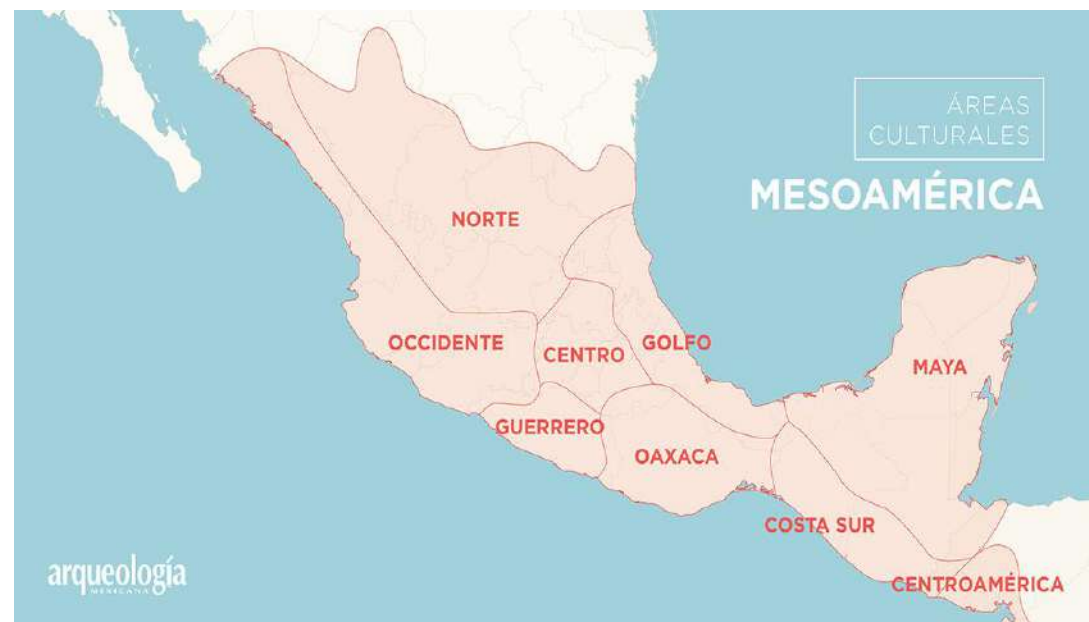 ÁREAS
CULTURALES
MESOAMÉRICA
NORTE
OCCIDENTE
CENTRO
GOLFO
MAYA
GUERRERO
OAXACA
COSTA SUR
CENTROAMÉRICA
arqueología
MEXICANA